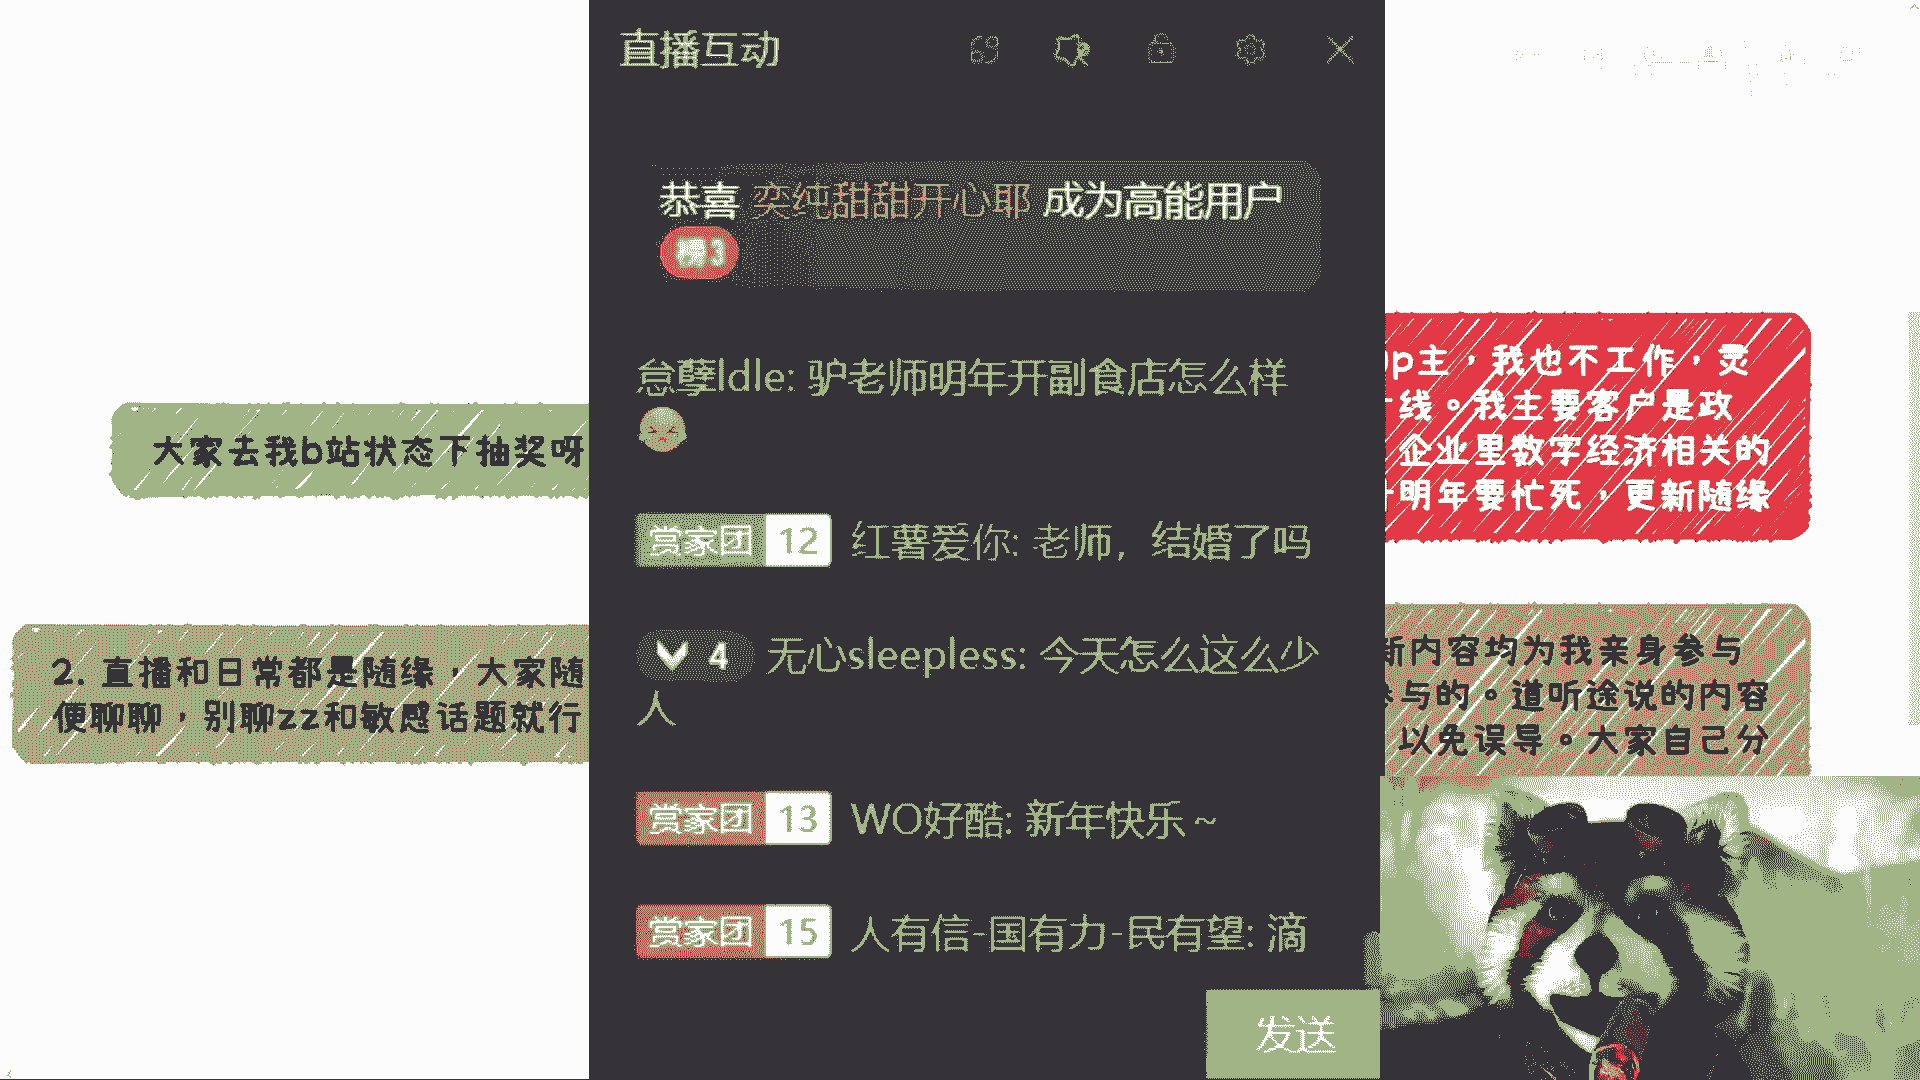 直播互动
69
恭喜 奕纯甜甜开心耶 成为高能用户
榜3
怠孽ldle: 驴老师明年开副食店怎么样
赏家团 12 红薯爱你: 老师，结婚了吗
4 无心sleepless: 今天怎么这么少
人
赏家团 13 WO好酷: 新年快乐~
赏家团 15 人有信-国有力-民有望: 滴
发送
大家去我b站状态下抽奖呀
2. 直播和日常都是随缘，大家随
便聊聊，别聊zz和敏感话题就行
p主，我也不工作，灵
线。我主要客户是政
企业里数字经济相关的
明年要忙死，更新随缘
新内容均为我亲身参与
参与的。道听途说的内容
以免误导。大家自己分